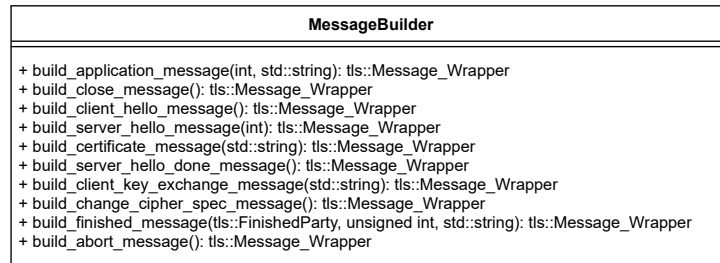 MessageBuilder
+ build_application_message(int, std::string): tls::Message_Wrapper
+ build_close_message(): tls::Message_Wrapper
+ build_client_hello_message(): tls::Message_Wrapper
+ build_server_hello_message(int): tls::Message_Wrapper
+ build_certificate_message(std::string): tls::Message_Wrapper
+ build_server_hello_done_message(): tls::Message_Wrapper
+ build_client_key_exchange_message(std::string): tls::Message_Wrapper
+ build_change_cipher_spec_message(): tls::Message_Wrapper
+ build_finished_message(tls::FinishedParty, unsigned int, std::string): tls::Message_Wrapper
+ build_abort_message(): tls::Message_Wrapper